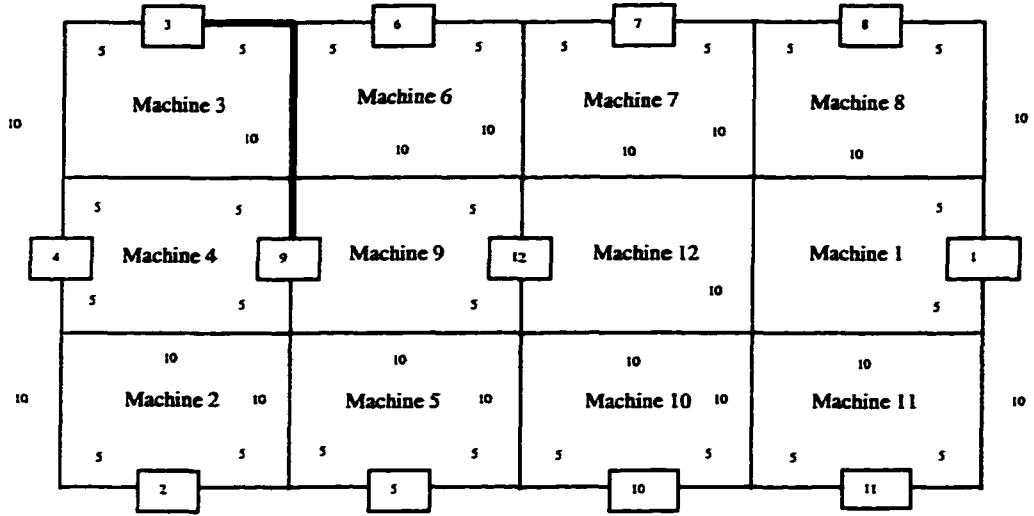 3 6 7 8
5 5 5 5 5 5 5 5
Machine 3 Machine 6 Machine 7 Machine 8
10 10 10 10 10
10 10 10
5 5 5 5
4 Machine 4 9 Machine 9 12 Machine 12 Machine 1 1
5 5 5 10 5
10 10 10 10
10 Machine 2 10 Machine 5 10 Machine 10 10 Machine 11 10
5 5 5 5 5 5 5 5
2 5 10 11